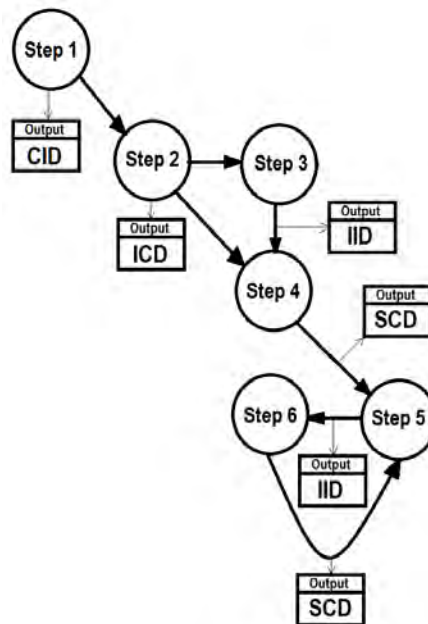 Step 1
Output
CID
Step 2
Step 3
Output
ICD
Output
IID
Step 4
Output
SCD
Step 6
Step 5
Output
IID
Output
SCD